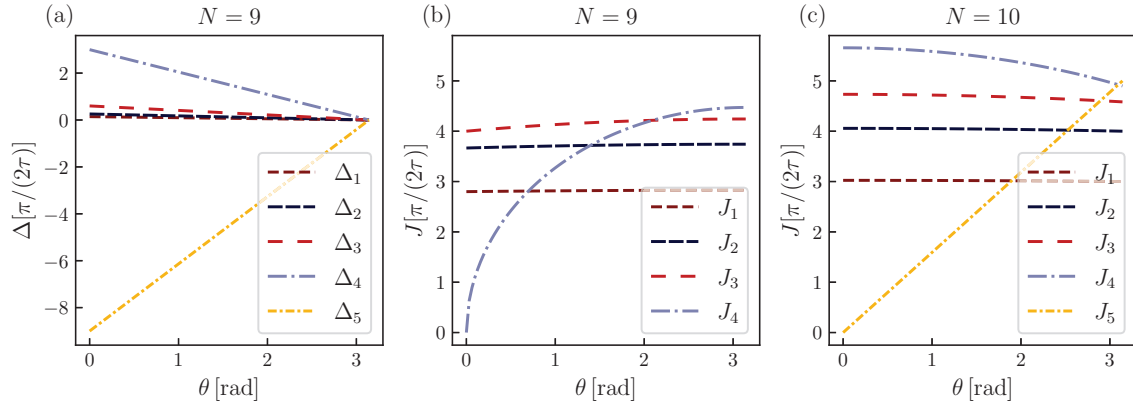 (a) N = 9
Δ[π/(2τ)]
2
0
−2
−4
−6
−8
Δ₁
Δ₂
Δ₃
Δ₄
Δ₅
0 1 2 3
θ [rad]
(b) N = 9
J[π/(2τ)]
5
4
3
2
1
0
J₁
J₂
J₃
J₄
0 1 2 3
θ [rad]
(c) N = 10
J[π/(2τ)]
5
4
3
2
1
0
J₁
J₂
J₃
J₄
J₅
0 1 2 3
θ [rad]